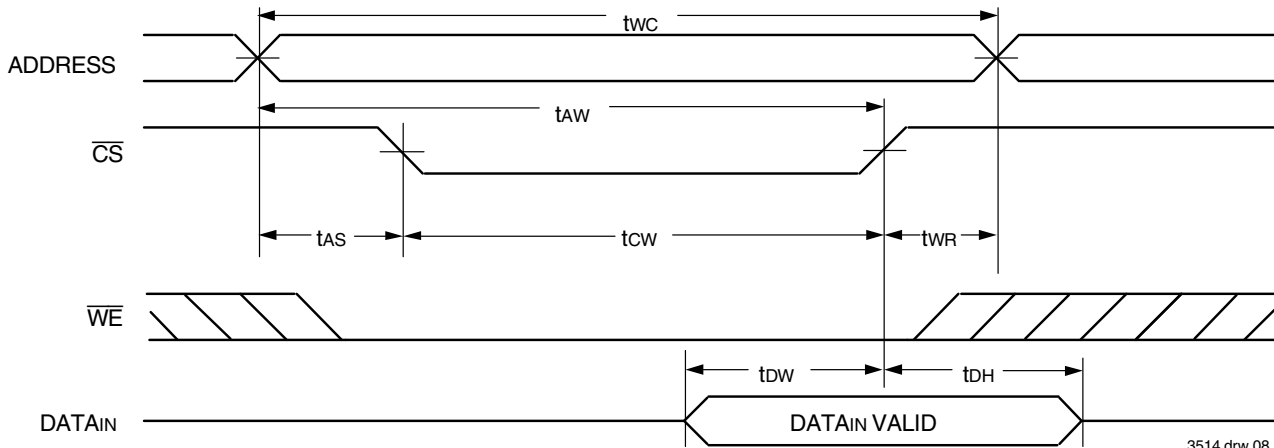 tWC
ADDRESS
tAW
CS
tAS
tCW
tWR
WE
tDW
tDH
DATAIN
DATAIN VALID
3514 drw 08